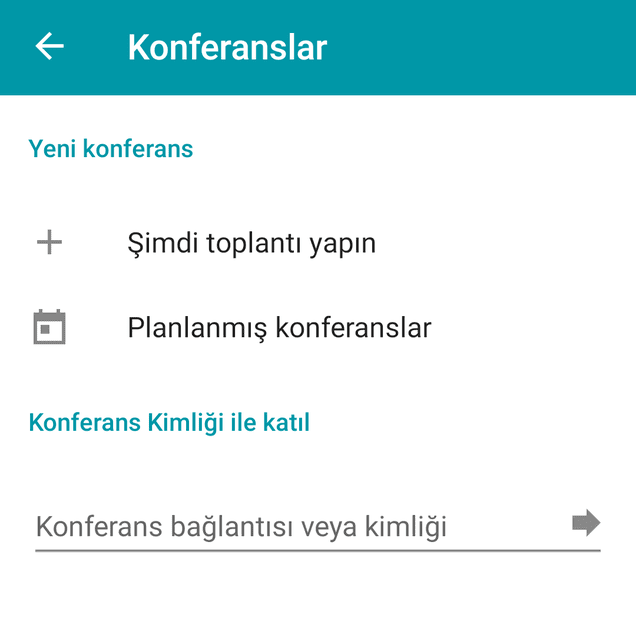 Konferanslar
Yeni konferans
Şimdi toplantı yapın
Planlanmış konferanslar
Konferans Kimliği ile katıl
Konferans bağlantısı veya kimliği